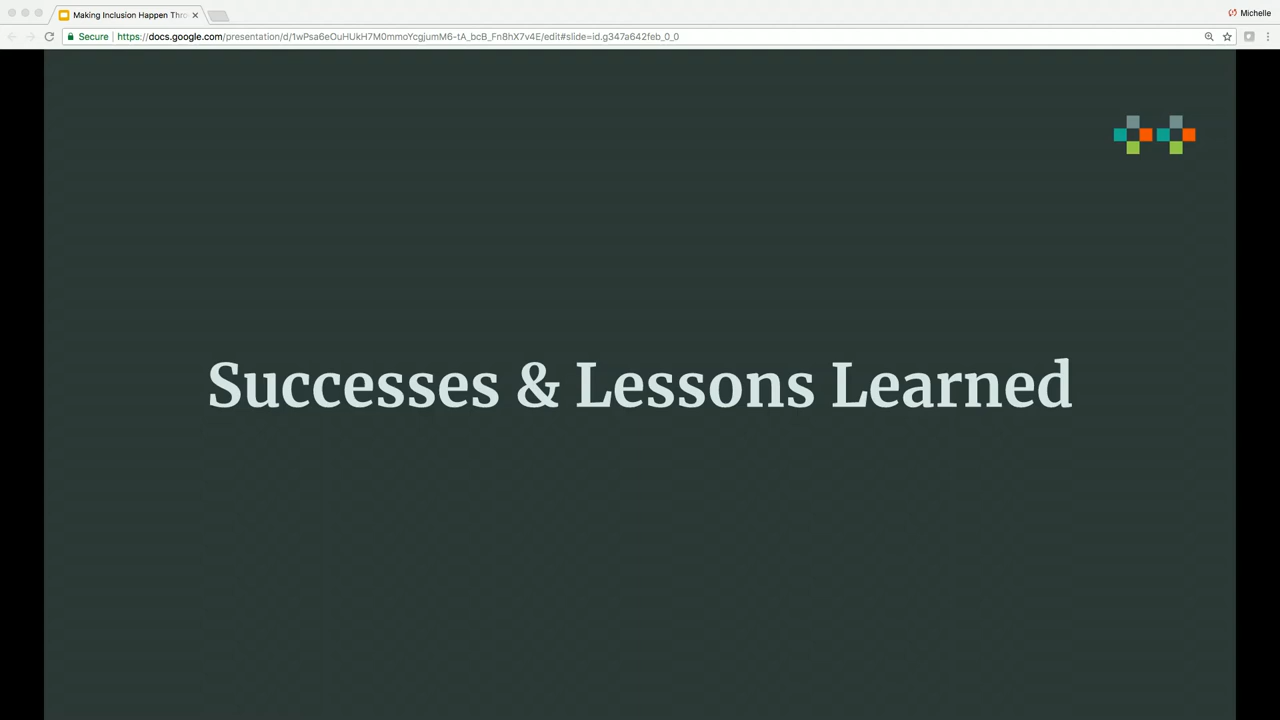 Making Inclusion Happen Thro
Michelle
Secure
https://docs.google.com/presentation/d/1wPsa6eOuHUkH7M0mmoYcgjumM6-tA_bcB_Fn8hX7v4E/edit#slide=id.g347a642feb_0_0
Successes & Lessons Learned